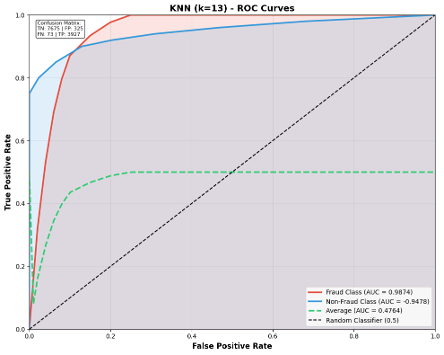 KNN (k=13) - ROC Curves
Confusion Matrix:
TN: 7675 | FP: 325
FN: 73 | TP: 3927
True Positive Rate
1.0
0.8
0.6
0.4
0.2
0.0
0.0 0.2 0.4 0.6 0.8 1.0
False Positive Rate
Fraud Class (AUC = 0.9874)
Non-Fraud Class (AUC = -0.9478)
Average (AUC = 0.4764)
Random Classifier (0.5)